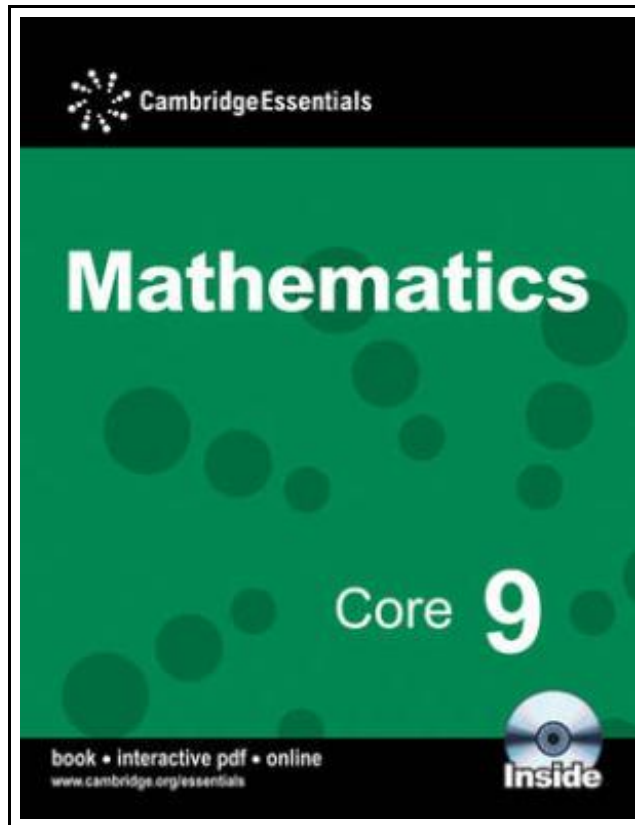 CambridgeEssentials
Mathematics
Core 9
book • interactive pdf • online
www.cambridge.org/essentials
Inside